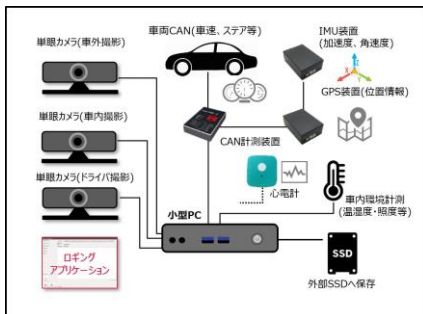 単眼カメラ(車外撮影)
車両CAN(車速、ステア等)
IMU装置
(加速度、角速度)
GPS装置(位置情報)
単眼カメラ(車内撮影)
CAN計測装置
単眼カメラ(ドライバ撮影)
心電計
小型PC
車内環境計測
(温湿度・照度等)
ロギング
アプリケーション
SSD
外部SSDへ保存